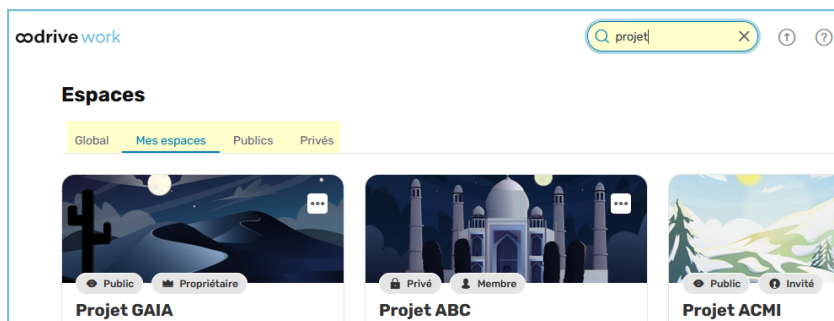 oodrive work
projet
Espaces
Global Mes espaces Publics Privés
Public Propriétaire Privé Membre Public Invité
Projet GAIA Projet ABC Projet ACMI